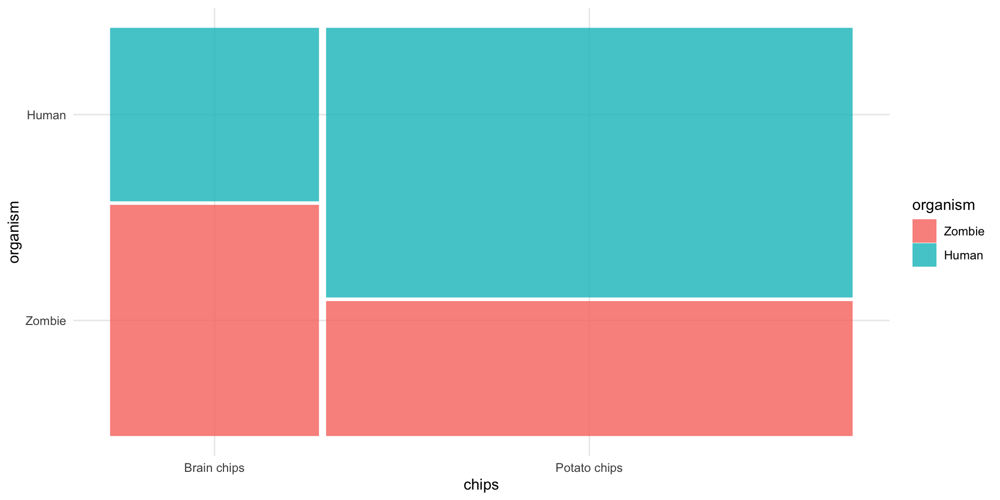 organism
Human
Zombie
Brain chips
Potato chips
chips
organism
Zombie
Human